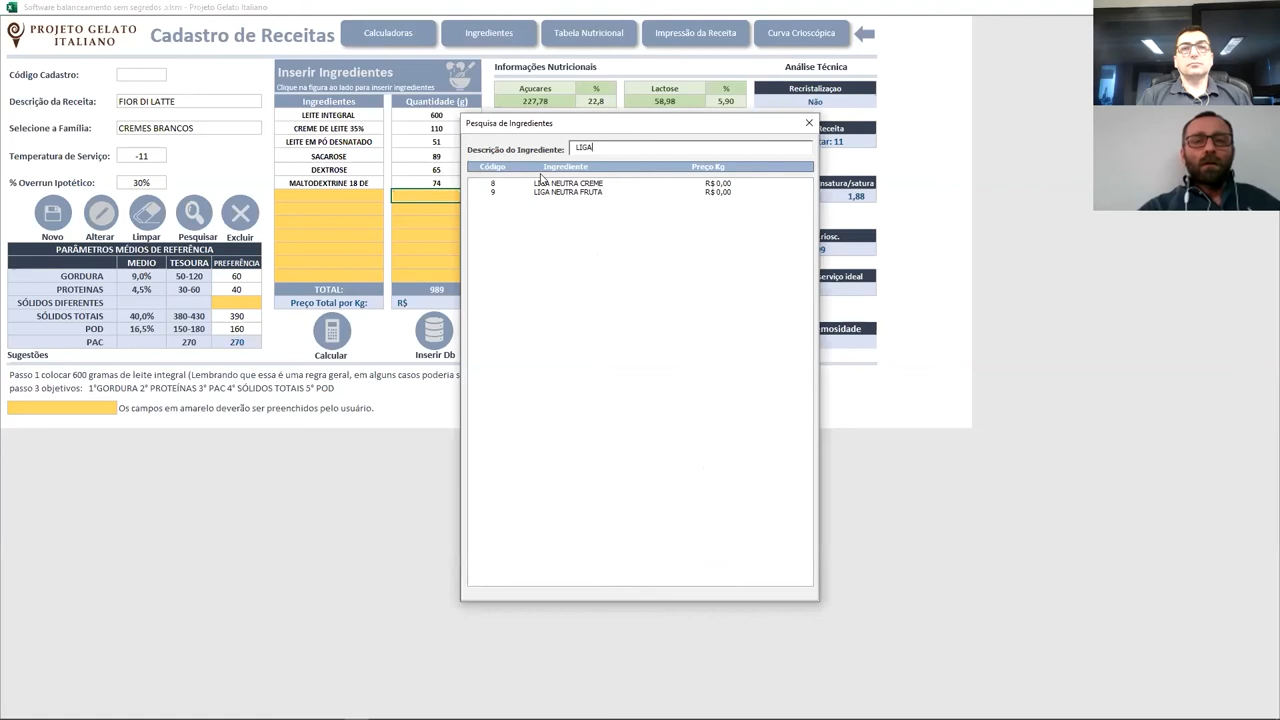 Software balanceamento sem segredos .xlsm - Projeto Gelato Italiano
PROJETO GELATO
ITALIANO
Cadastro de Receitas
Calculadoras
Ingredientes
Tabela Nutricional
Impressão da Receita
Curva Crioscópica
Código Cadastro:
Descrição da Receita: FIOR DI LATTE
Selecione a Família: CREMES BRANCOS
Temperatura de Serviço: -11
% Overrun Ipotético: 30%
Novo Alterar Limpar Pesquisar Excluir
PARÂMETROS MÉDIOS DE REFERÊNCIA
MEDIO TESOURA PREFERÊNCIA
GORDURA 9,0% 50-120 60
PROTEINAS 4,5% 30-60 40
SÓLIDOS DIFERENTES
SÓLIDOS TOTAIS 40,0% 380-430 390
POD 16,5% 150-180 160
PAC 270 270
Sugestões
Passo 1 colocar 600 gramas de leite integral (Lembrando que essa é uma regra geral, em alguns casos poderia s
passo 3 objetivos: 1°GORDURA 2° PROTEÍNAS 3° PAC 4° SÓLIDOS TOTAIS 5° POD
Os campos em amarelo deverão ser preenchidos pelo usuário.
Inserir Ingredientes
Clique na figura ao lado para inserir ingredientes
Ingredientes Quantidade (g)
LEITE INTEGRAL 600
CREME DE LEITE 35% 110
LEITE EM PÓ DESNATADO 51
SACAROSE 89
DEXTROSE 65
MALTODEXTRINE 18 DE 74
TOTAL: 989
Preço Total por Kg: R$
Calcular Inserir Db
Informações Nutricionais
Açucares %
227,78 22,8
Lactose %
58,98 5,90
Análise Técnica
Recristalizaçao
Não
Receita
tar: 11
nsatura/satura
1,88
riosc.
serviço ideal
emosidade
Pesquisa de Ingredientes
Descrição do Ingrediente: LIGA
Código Ingrediente Preço Kg
8 LIGA NEUTRA CREME R$ 0,00
9 LIGA NEUTRA FRUTA R$ 0,00